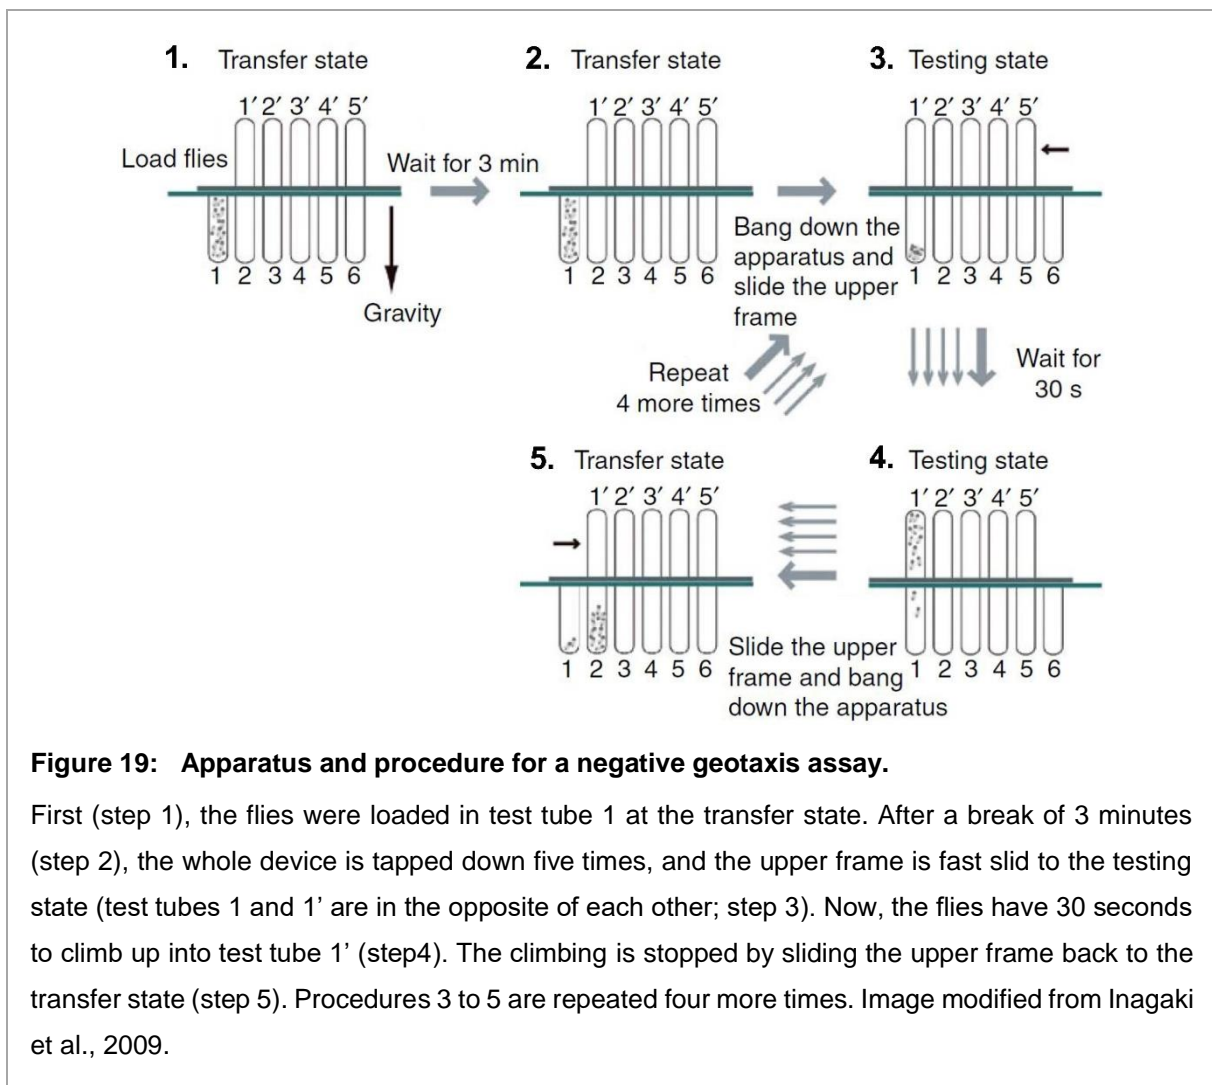 1. Transfer state
2. Transfer state
3. Testing state
1′ 2′ 3′ 4′ 5′
1′ 2′ 3′ 4′ 5′
1′ 2′ 3′ 4′ 5′
Load flies
Wait for 3 min
1 2 3 4 5 6
Gravity
1 2 3 4 5 6
Bang down the
apparatus and
slide the upper
frame
1 2 3 4 5 6
Repeat
4 more times
Wait for
30 s
5. Transfer state
4. Testing state
1′ 2′ 3′ 4′ 5′
1′ 2′ 3′ 4′ 5′
1 2 3 4 5 6
Slide the upper
frame and bang
down the apparatus
1 2 3 4 5 6
Figure 19: Apparatus and procedure for a negative geotaxis assay.
First (step 1), the flies were loaded in test tube 1 at the transfer state. After a break of 3 minutes
(step 2), the whole device is tapped down five times, and the upper frame is fast slid to the testing
state (test tubes 1 and 1’ are in the opposite of each other; step 3). Now, the flies have 30 seconds
to climb up into test tube 1’ (step4). The climbing is stopped by sliding the upper frame back to the
transfer state (step 5). Procedures 3 to 5 are repeated four more times. Image modified from Inagaki
et al., 2009.